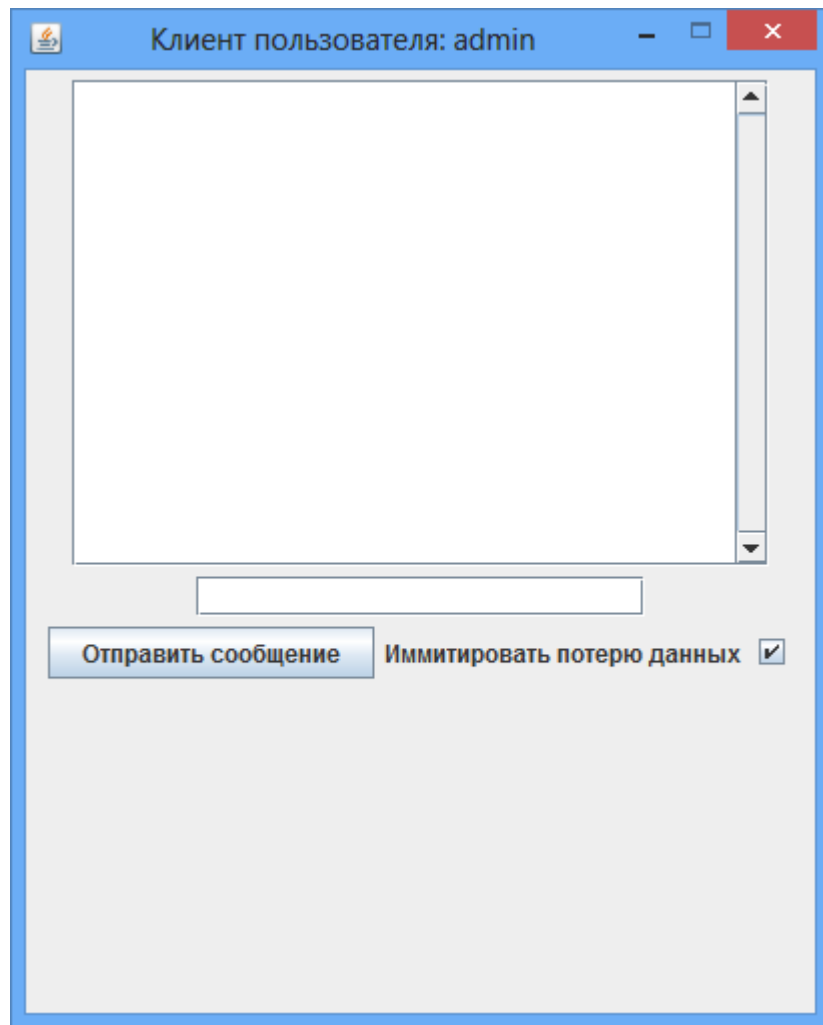 Клиент пользователя: admin
Отправить сообщение
Иммитировать потерю данных